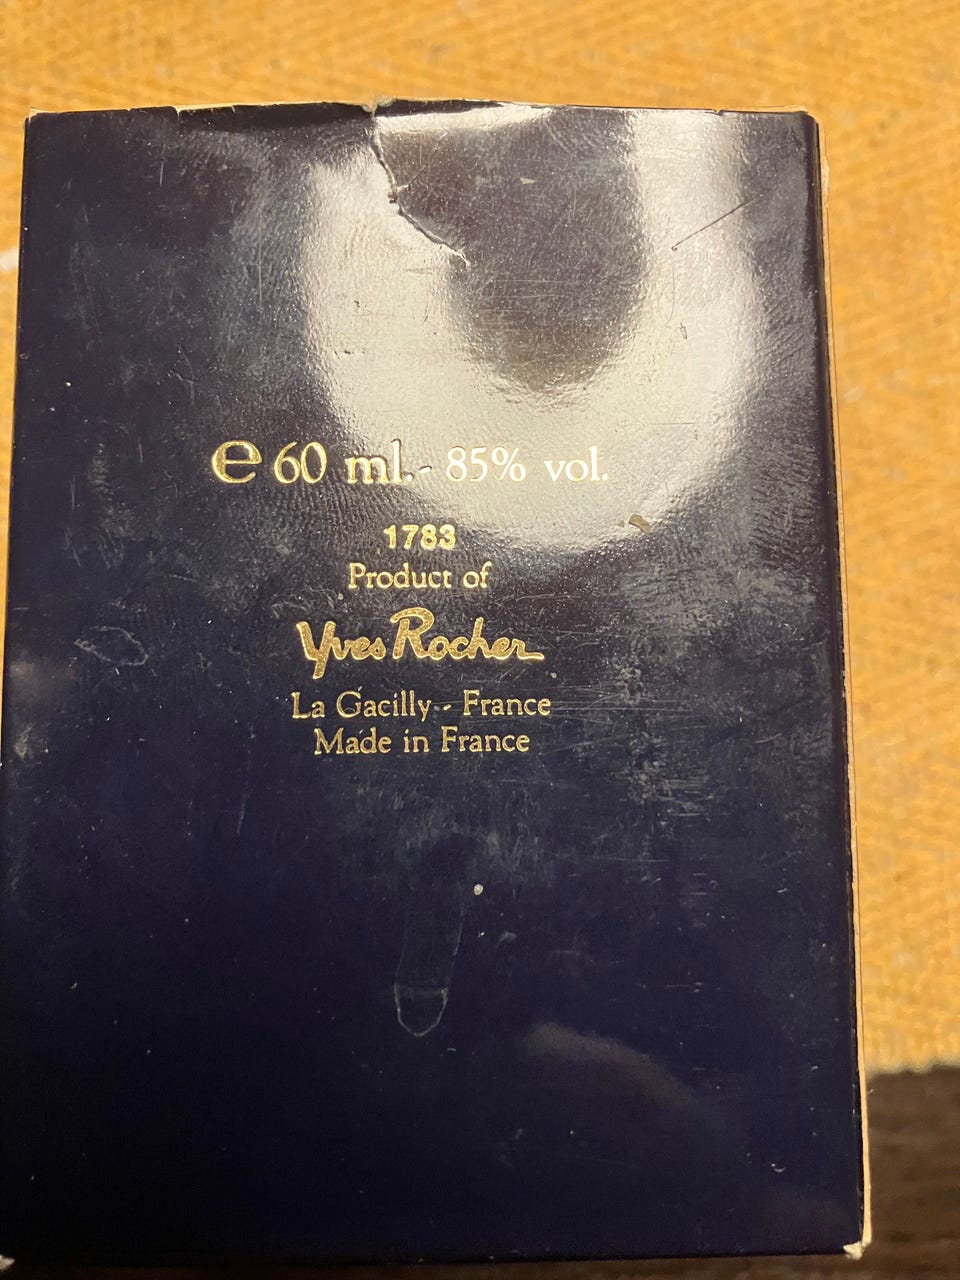 ℮ 60 ml.- 85% vol.
1783
Product of
Yves Rocher
La Gacilly - France
Made in France